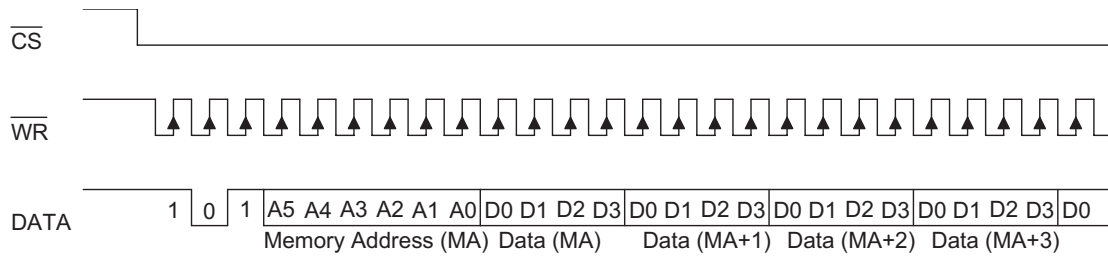 CS
WR
DATA 1 0 1 A5 A4 A3 A2 A1 A0 D0 D1 D2 D3 D0 D1 D2 D3 D0 D1 D2 D3 D0 D1 D2 D3 D0
Memory Address (MA) Data (MA) Data (MA+1) Data (MA+2) Data (MA+3)